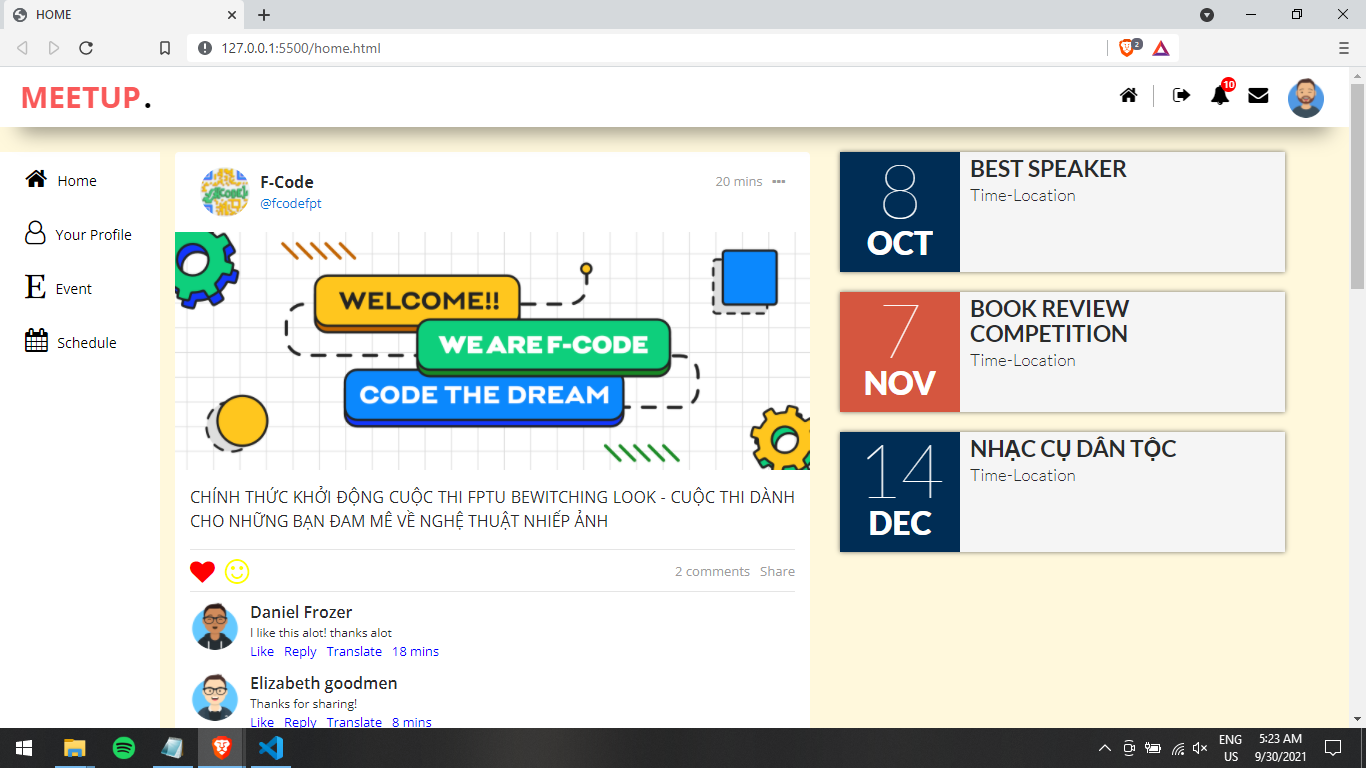 HOME
127.0.0.1:5500/home.html
2
MEETUP.
10
Home
Your Profile
Event
Schedule
F-Code
@fcodefpt
20 mins
WELCOME!!
WE ARE F-CODE
CODE THE DREAM
CHÍNH THỨC KHỞI ĐỘNG CUỘC THI FPTU BEWITCHING LOOK - CUỘC THI DÀNH
CHO NHỮNG BẠN ĐAM MÊ VỀ NGHỆ THUẬT NHIẾP ẢNH
2 comments Share
Daniel Frozer
I like this alot! thanks alot
Like Reply Translate 18 mins
Elizabeth goodmen
Thanks for sharing!
Like Reply Translate 8 mins
8
OCT
BEST SPEAKER
Time-Location
7
NOV
BOOK REVIEW
COMPETITION
Time-Location
14
DEC
NHẠC CỤ DÂN TỘC
Time-Location
ENG
US
5:23 AM
9/30/2021